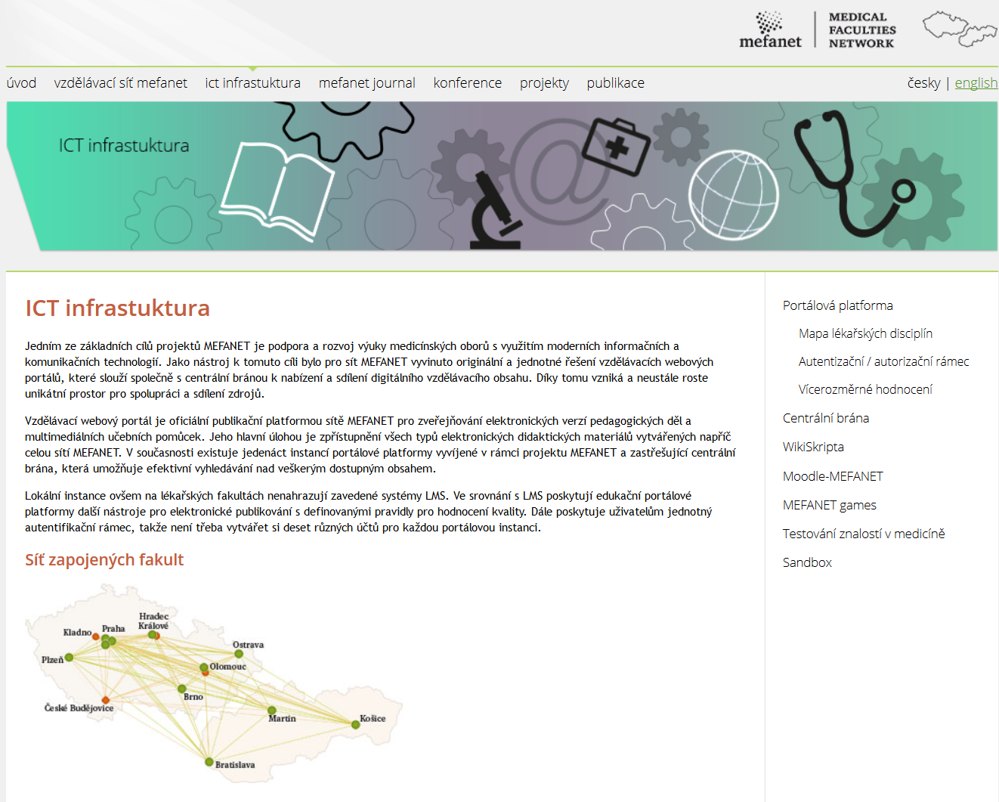 mefanet
MEDICAL
FACULTIES
NETWORK
úvod vzdělávací síť mefanet ict infrastuktura mefanet journal konference projekty publikace česky | english
ICT infrastuktura
ICT infrastuktura
Jedním ze základních cílů projektů MEFANET je podpora a rozvoj výuky medicínských oborů s využitím moderních informačních a
komunikačních technologií. Jako nástroj k tomuto cíli bylo pro sít MEFANET vyvinuto originální a jednotné řešení vzdělávacích webových
portálů, které slouží společně s centrální bránou k nabízení a sdílení digitálního vzdělávacího obsahu. Díky tomu vzniká a neustále roste
unikátní prostor pro spolupráci a sdílení zdrojů.
Vzdělávací webový portál je oficiální publikační platformou sítě MEFANET pro zveřejňování elektronických verzí pedagogických děl a
multimediálních učebních pomůcek. Jeho hlavní úlohou je zpřístupnění všech typů elektronických didaktických materiálů vytvářených napříč
celou sítí MEFANET. V současnosti existuje jedenáct instancí portálové platformy vyvíjené v rámci projektu MEFANET a zastřešující centrální
brána, která umožňuje efektivní vyhledávání nad veškerým dostupným obsahem.
Lokální instance ovšem na lékařských fakultách nenahrazují zavedené systémy LMS. Ve srovnání s LMS poskytují edukační portálové
platformy další nástroje pro elektronické publikování s definovanými pravidly pro hodnocení kvality. Dále poskytuje uživatelům jednotný
autentifikační rámec, takže není třeba vytvářet si deset různých účtů pro každou portálovou instanci.
Síť zapojených fakult
Hradec
Králové
Praha
Kladno
Ostrava
Plzeň
Olomouc
Brno
České Budějovice
Martin
Košice
Bratislava
Portálová platforma
Mapa lékařských disciplín
Autentizační / autorizační rámec
Vícerozměrné hodnocení
Centrální brána
WikiSkripta
Moodle-MEFANET
MEFANET games
Testování znalostí v medicíně
Sandbox